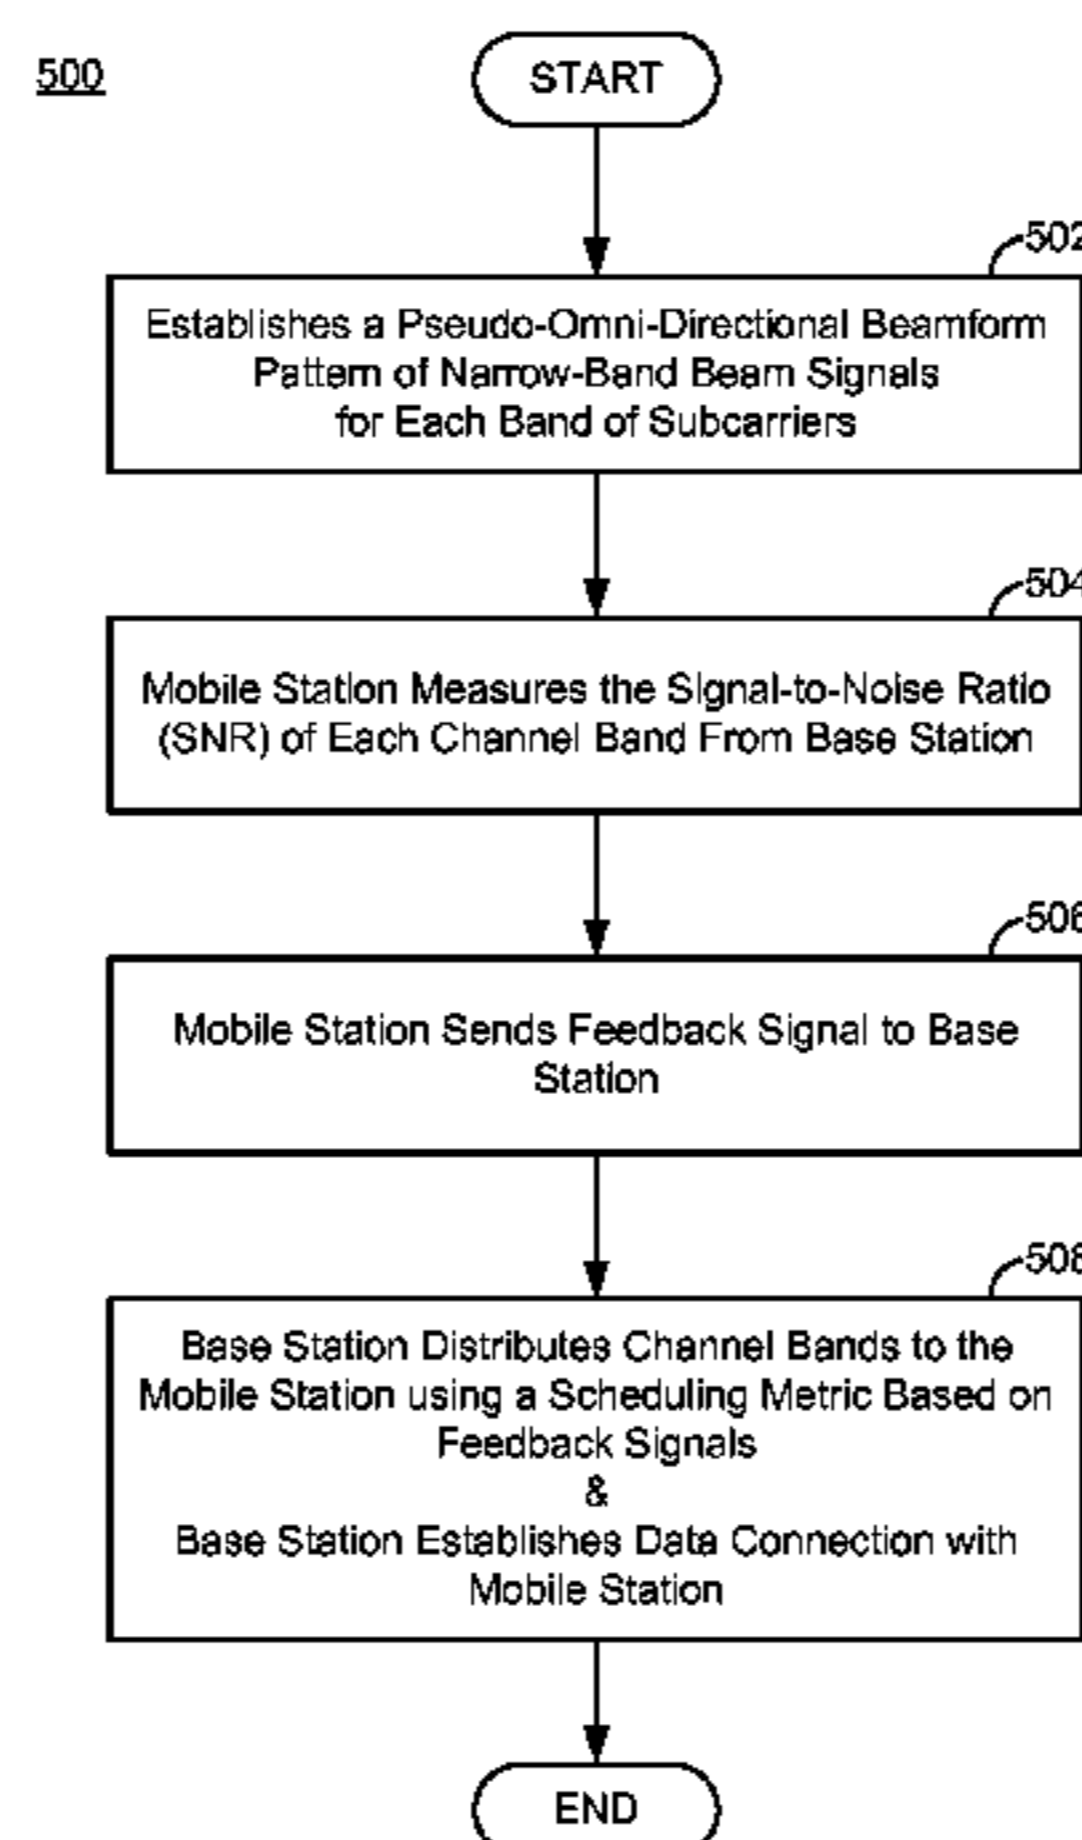 500
START
502
Establishes a Pseudo-Omni-Directional Beamform
Pattern of Narrow-Band Beam Signals
for Each Band of Subcarriers
504
Mobile Station Measures the Signal-to-Noise Ratio
(SNR) of Each Channel Band From Base Station
506
Mobile Station Sends Feedback Signal to Base
Station
508
Base Station Distributes Channel Bands to the
Mobile Station using a Scheduling Metric Based on
Feedback Signals
&
Base Station Establishes Data Connection with
Mobile Station
END